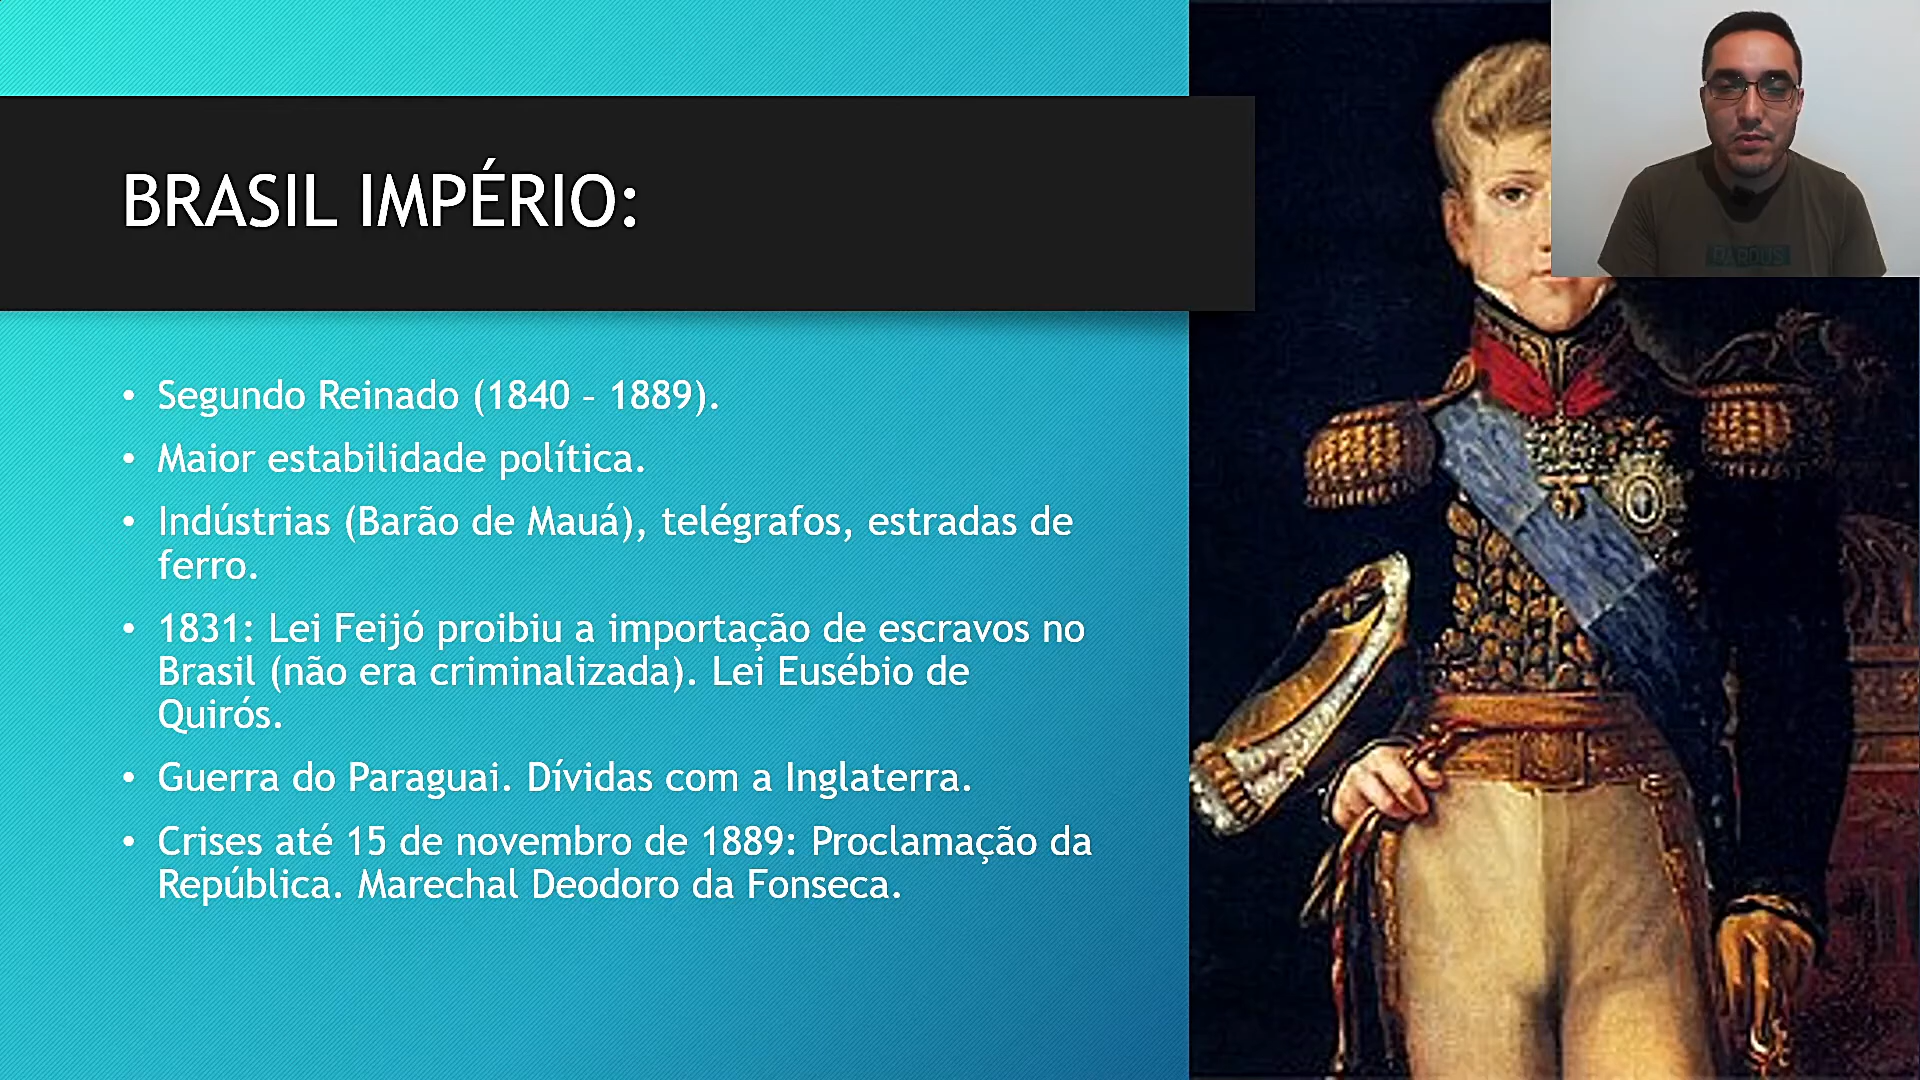 BRASIL IMPÉRIO:
• Segundo Reinado (1840 – 1889).
• Maior estabilidade política.
• Indústrias (Barão de Mauá), telégrafos, estradas de
ferro.
• 1831: Lei Feijó proibiu a importação de escravos no
Brasil (não era criminalizada). Lei Eusébio de
Quirós.
• Guerra do Paraguai. Dívidas com a Inglaterra.
• Crises até 15 de novembro de 1889: Proclamação da
República. Marechal Deodoro da Fonseca.